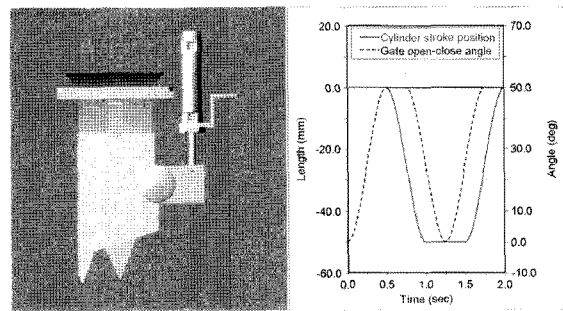 20.0
0.0
-20.0
-40.0
-60.0
Length (mm)
Cylinder stroke position
Gate open-close angle
70.0
50.0
30.0
10.0
0.0
-10.0
Angle (deg)
0.0 0.5 1.0 1.5 2.0
Time (sec)